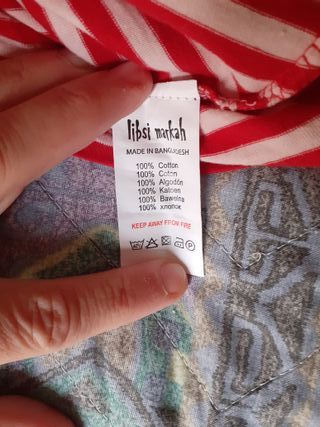 libsi markah
MADE IN BANGLADESH
100% Cotton
100% Coton
100% Algodón
100% Katoen
100% Bawełna
100% хлопок
KEEP AWAY FROM FIRE